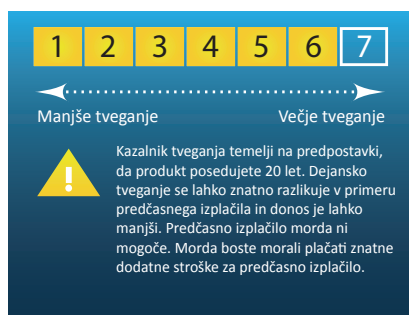 1 2 3 4 5 6 7
Manjše tveganje Večje tveganje
Kazalnik tveganja temelji na predpostavki,
da produkt posedujete 20 let. Dejansko
tveganje se lahko znatno razlikuje v primeru
predčasnega izplačila in donos je lahko
manjši. Predčasno izplačilo morda ni
mogoče. Morda boste morali plačati znatne
dodatne stroške za predčasno izplačilo.